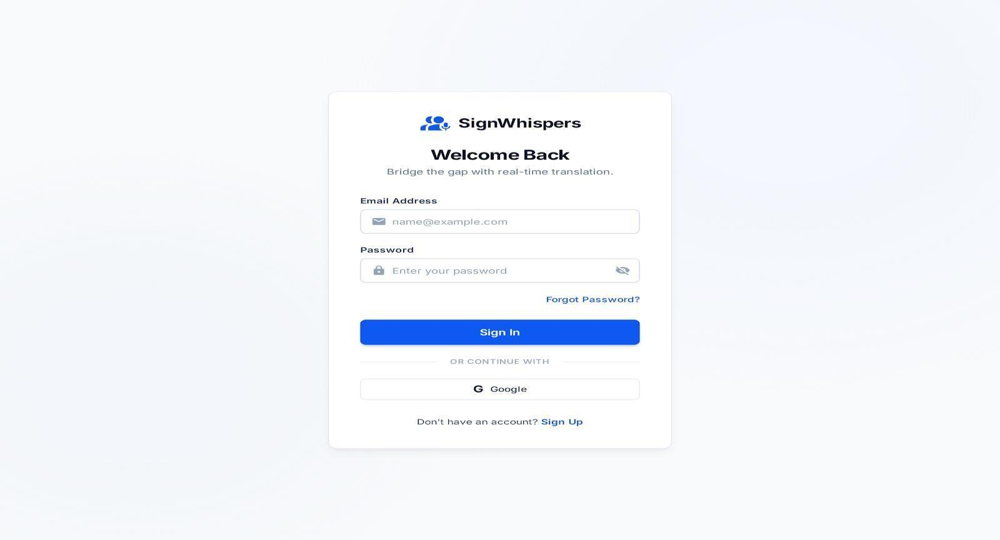 SignWhispers
Welcome Back
Bridge the gap with real-time translation.
Email Address
name@example.com
Password
Enter your password
Forgot Password?
Sign In
OR CONTINUE WITH
G Google
Don't have an account? Sign Up